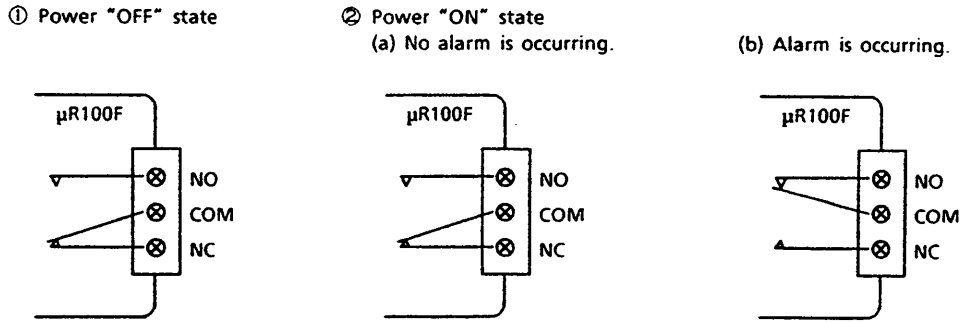 ① Power "OFF" state
② Power "ON" state
(a) No alarm is occurring.
(b) Alarm is occurring.
μR100F
NO
COM
NC
μR100F
NO
COM
NC
μR100F
NO
COM
NC